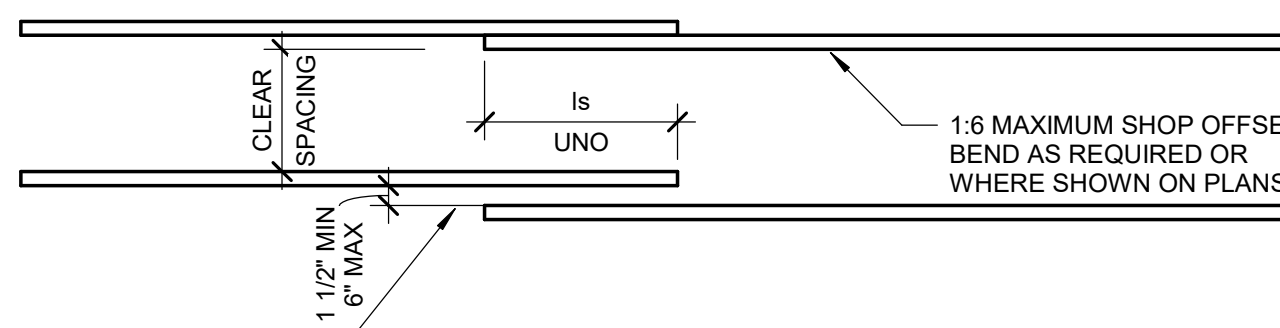 CLEAR
SPACING
ls
UNO
1:6 MAXIMUM SHOP OFFSE
BEND AS REQUIRED OR
WHERE SHOWN ON PLANS
1 1/2" MIN
6" MAX